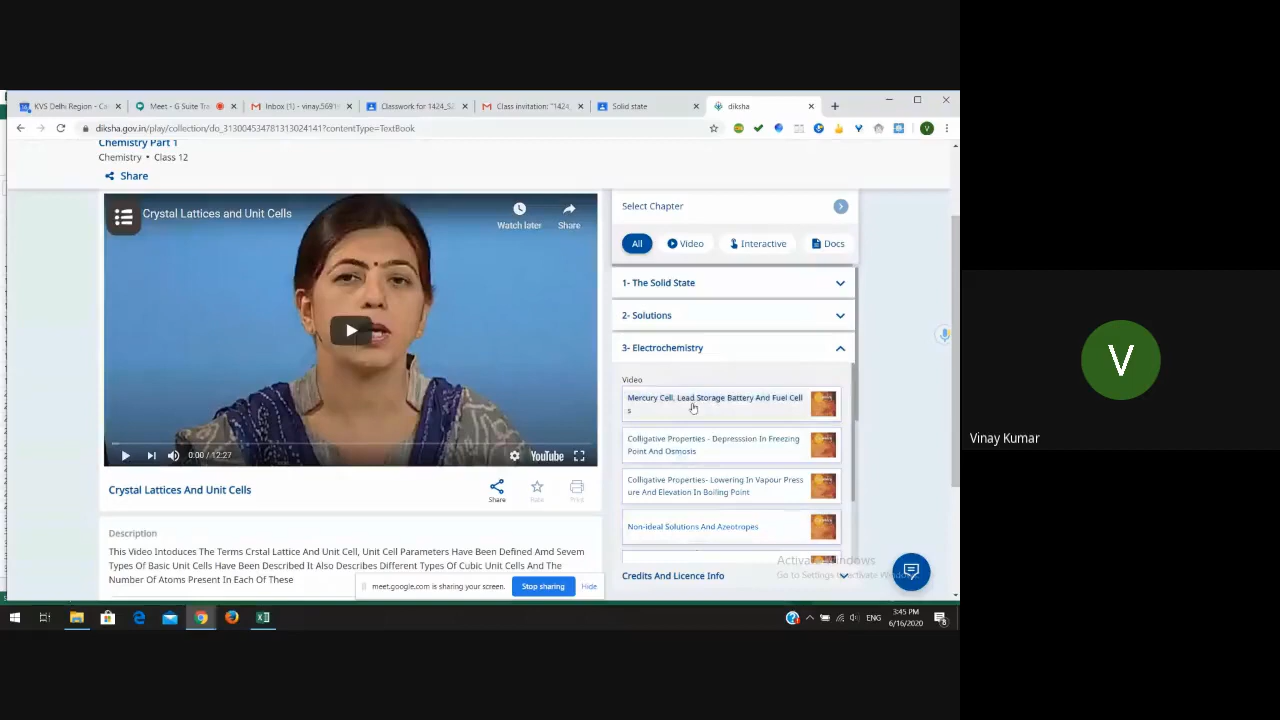 KVS Delhi Region - Ca
Meet - G Suite Tra
Inbox (1) - vinay.5691
Classwork for 1424_S
Class invitation: "1424_
Solid state
diksha
diksha.gov.in/play/collection/do_31300453478131302414​1?contentType=TextBook
V
Chemistry Part 1
Chemistry • Class 12
Share
Crystal Lattices and Unit Cells
Watch later
Share
0:00 / 12:27
YouTube
Crystal Lattices And Unit Cells
Share
Rate
Print
Description
This Video Intoduces The Terms Crstal Lattice And Unit Cell, Unit Cell Parameters Have Been Defined Amd Sevem
Types Of Basic Unit Cells Have Been Described It Also Describes Different Types Of Cubic Unit Cells And The
Number Of Atoms Present In Each Of These
Select Chapter
All
Video
Interactive
Docs
1- The Solid State
2- Solutions
3- Electrochemistry
Video
Mercury Cell, Lead Storage Battery And Fuel Cell
s
Colligative Properties - Depresssion In Freezing
Point And Osmosis
Colligative Properties- Lowering In Vapour Press
ure And Elevation In Boiling Point
Non-ideal Solutions And Azeotropes
Credits And Licence Info
Activate Windows
Go to Settings to activate Windows.
meet.google.com is sharing your screen.
Stop sharing
Hide
ENG
3:45 PM
6/16/2020
V
Vinay Kumar